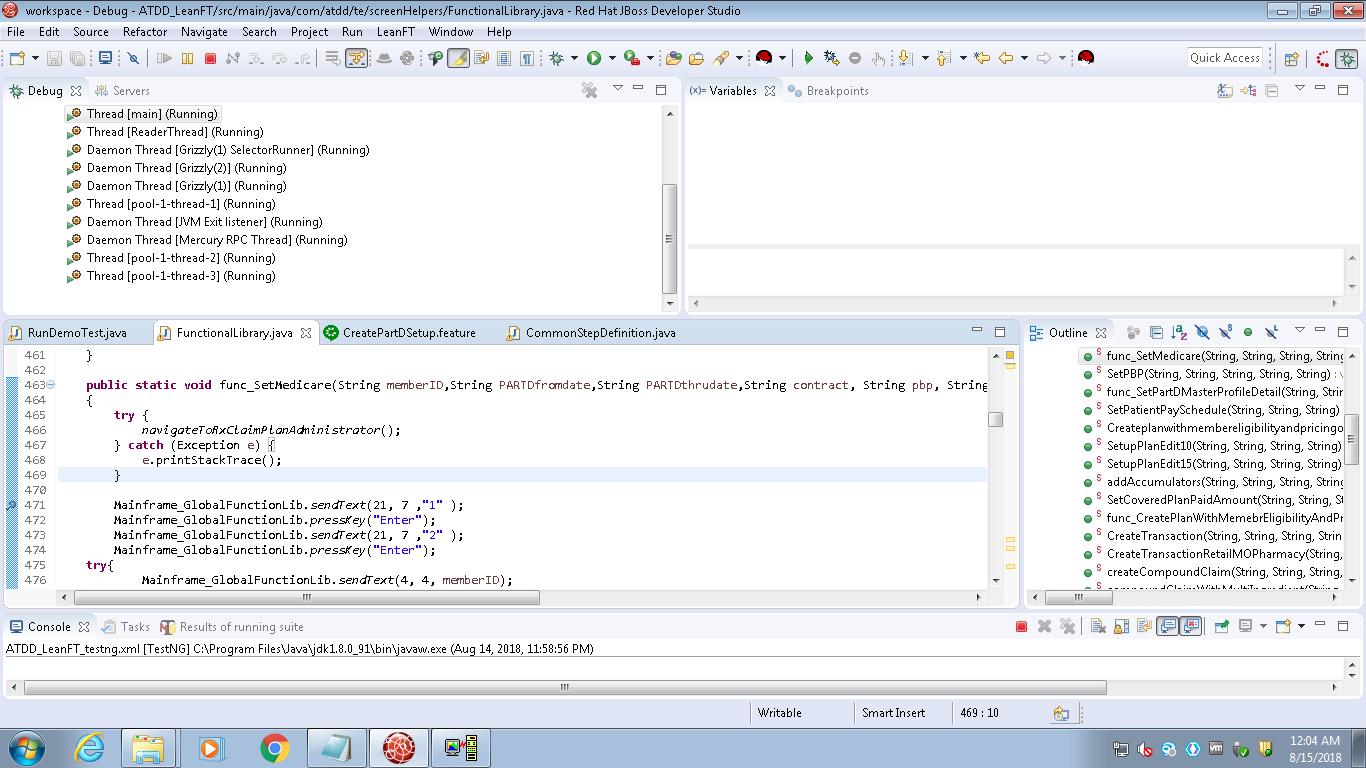 workspace - Debug - ATDD_LeanFT/src/main/java/com/atdd/te/screenHelpers/FunctionalLibrary.java - Red Hat JBoss Developer Studio
File Edit Source Refactor Navigate Search Project Run LeanFT Window Help
Quick Access
Debug Servers
Thread [main] (Running)
Thread [ReaderThread] (Running)
Daemon Thread [Grizzly(1) SelectorRunner] (Running)
Daemon Thread [Grizzly(2)] (Running)
Daemon Thread [Grizzly(1)] (Running)
Thread [pool-1-thread-1] (Running)
Daemon Thread [JVM Exit listener] (Running)
Daemon Thread [Mercury RPC Thread] (Running)
Thread [pool-1-thread-2] (Running)
Thread [pool-1-thread-3] (Running)
(x)= Variables Breakpoints
RunDemoTest.java FunctionalLibrary.java CreatePartDSetup.feature CommonStepDefinition.java
461 }
462
463 public static void func_SetMedicare(String memberID,String PARTDfromdate,String PARTDthrudate,String contract, String pbp, String
464 {
465 try {
466 navigateToRxClaimPlanAdministrator();
467 } catch (Exception e) {
468 e.printStackTrace();
469 }
470
471 Mainframe_GlobalFunctionLib.sendText(21, 7 ,"1" );
472 Mainframe_GlobalFunctionLib.pressKey("Enter");
473 Mainframe_GlobalFunctionLib.sendText(21, 7 ,"2" );
474 Mainframe_GlobalFunctionLib.pressKey("Enter");
475 try{
476 Mainframe_GlobalFunctionLib.sendText(4, 4, memberID);
Outline
func_SetMedicare(String, String, String, String
SetPBP(String, String, String, String, String) : v
func_SetPartDMasterProfileDetail(String, String
SetPatientPaySchedule(String, String, String, String
Createplanwithmembereligibilityandpricingo
SetupPlanEdit10(String, String, String, String
SetupPlanEdit15(String, String, String, String
addAccumulators(String, String, String, String
SetCoveredPlanPaidAmount(String, String, St
func_CreatePlanWithMemebrEligibilityAndPr
CreateTransaction(String, String, String, String
CreateTransactionRetailMOPharmacy(String,
createCompoundClaim(String, String, String,
Console Tasks Results of running suite
ATDD_LeanFT_testng.xml [TestNG] C:\Program Files\Java\jdk1.8.0_91\bin\javaw.exe (Aug 14, 2018, 11:58:56 PM)
Writable Smart Insert 469 : 10
12:04 AM
8/15/2018